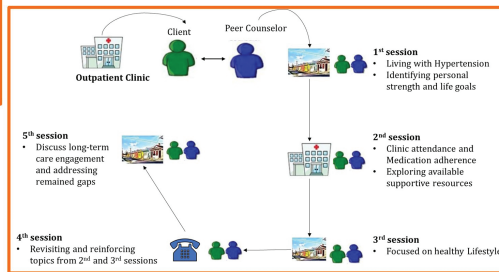 Client
Peer Counselor
Outpatient Clinic
1st session
• Living with Hypertension
• Identifying personal
strength and life goals
2nd session
• Clinic attendance and
Medication adherence
• Exploring available
supportive resources
3rd session
• Focused on healthy Lifestyle
4th session
• Revisiting and reinforcing
topics from 2nd and 3rd sessions
5th session
• Discuss long-term
care engagement
and addressing
remained gaps